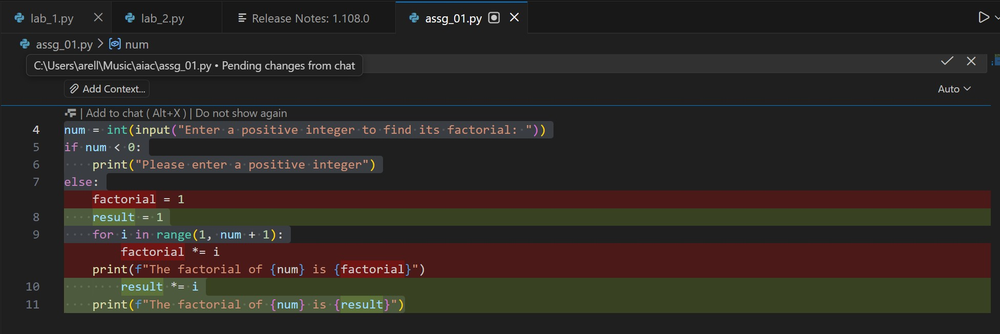 lab_1.py
lab_2.py
Release Notes: 1.108.0
assg_01.py
assg_01.py > num
C:\Users\arell\Music\aiac\assg_01.py • Pending changes from chat
Add Context...
Auto
| Add to chat ( Alt+X ) | Do not show again
4 num = int(input("Enter a positive integer to find its factorial: "))
5 if num < 0:
6     print("Please enter a positive integer")
7 else:
    factorial = 1
8     result = 1
9     for i in range(1, num + 1):
        factorial *= i
    print(f"The factorial of {num} is {factorial}")
10         result *= i
11     print(f"The factorial of {num} is {result}")